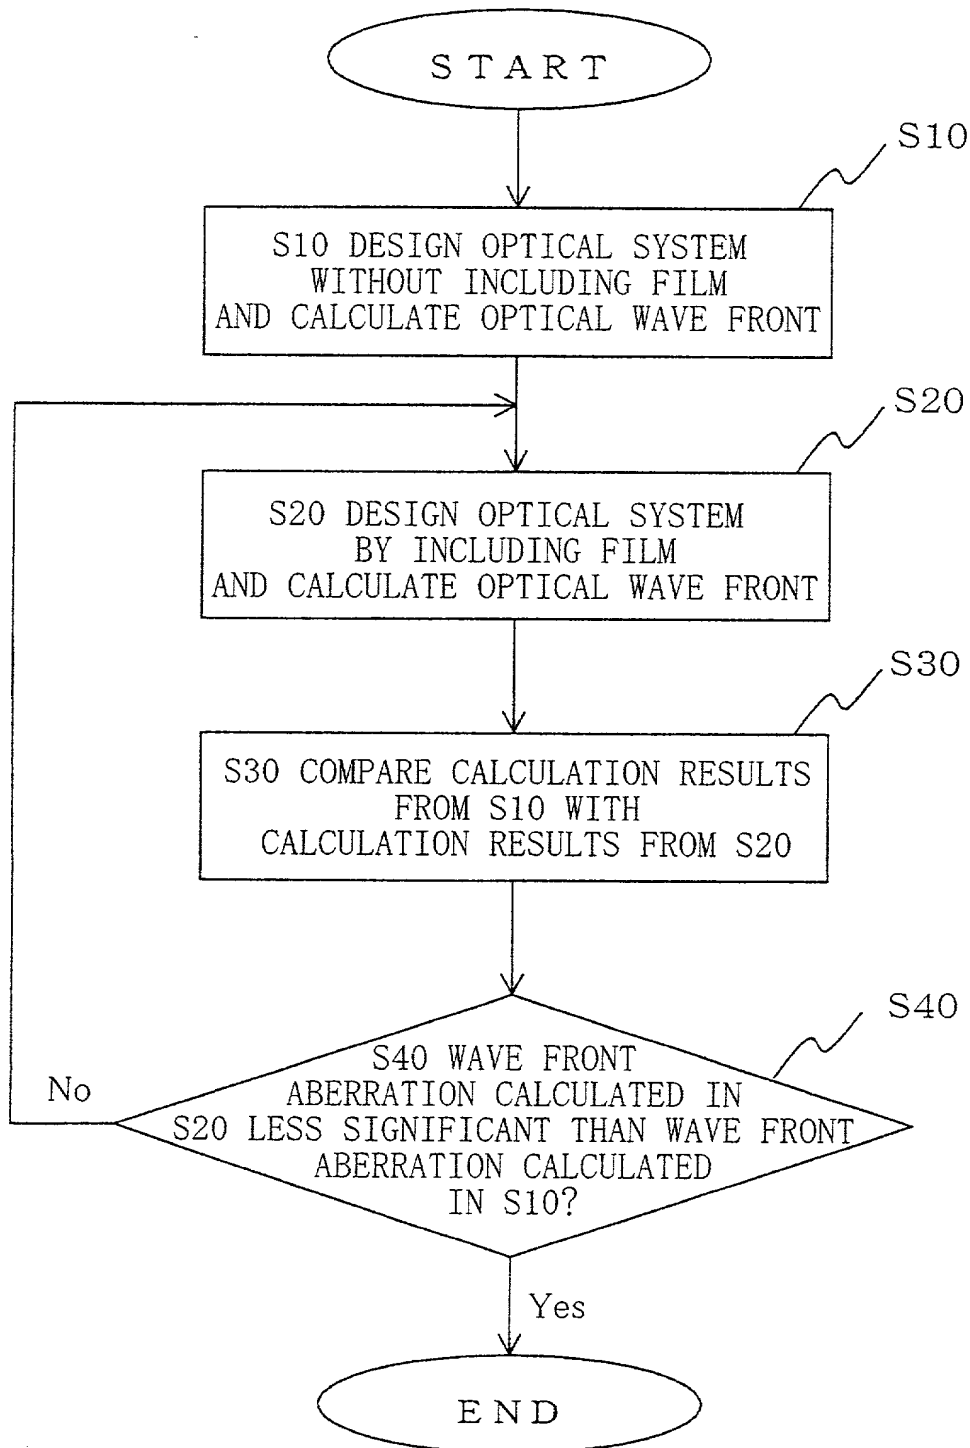 START
S10
S10 DESIGN OPTICAL SYSTEM
WITHOUT INCLUDING FILM
AND CALCULATE OPTICAL WAVE FRONT
S20
S20 DESIGN OPTICAL SYSTEM
BY INCLUDING FILM
AND CALCULATE OPTICAL WAVE FRONT
S30
S30 COMPARE CALCULATION RESULTS
FROM S10 WITH
CALCULATION RESULTS FROM S20
S40
S40 WAVE FRONT
ABERRATION CALCULATED IN
S20 LESS SIGNIFICANT THAN WAVE FRONT
ABERRATION CALCULATED
IN S10?
No
Yes
END